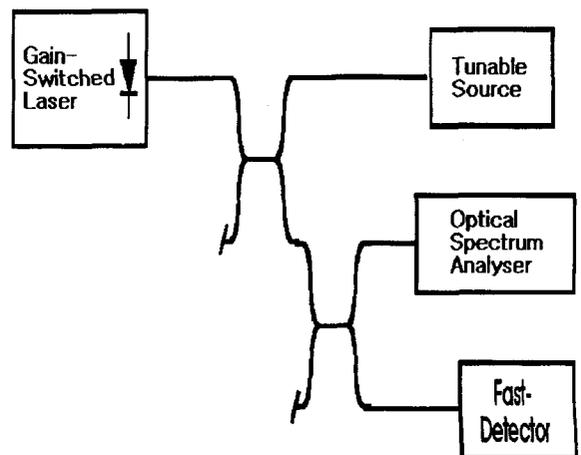 Gain-
Switched
Laser
Tunable
Source
Optical
Spectrum
Analyser
Fast-
Detector